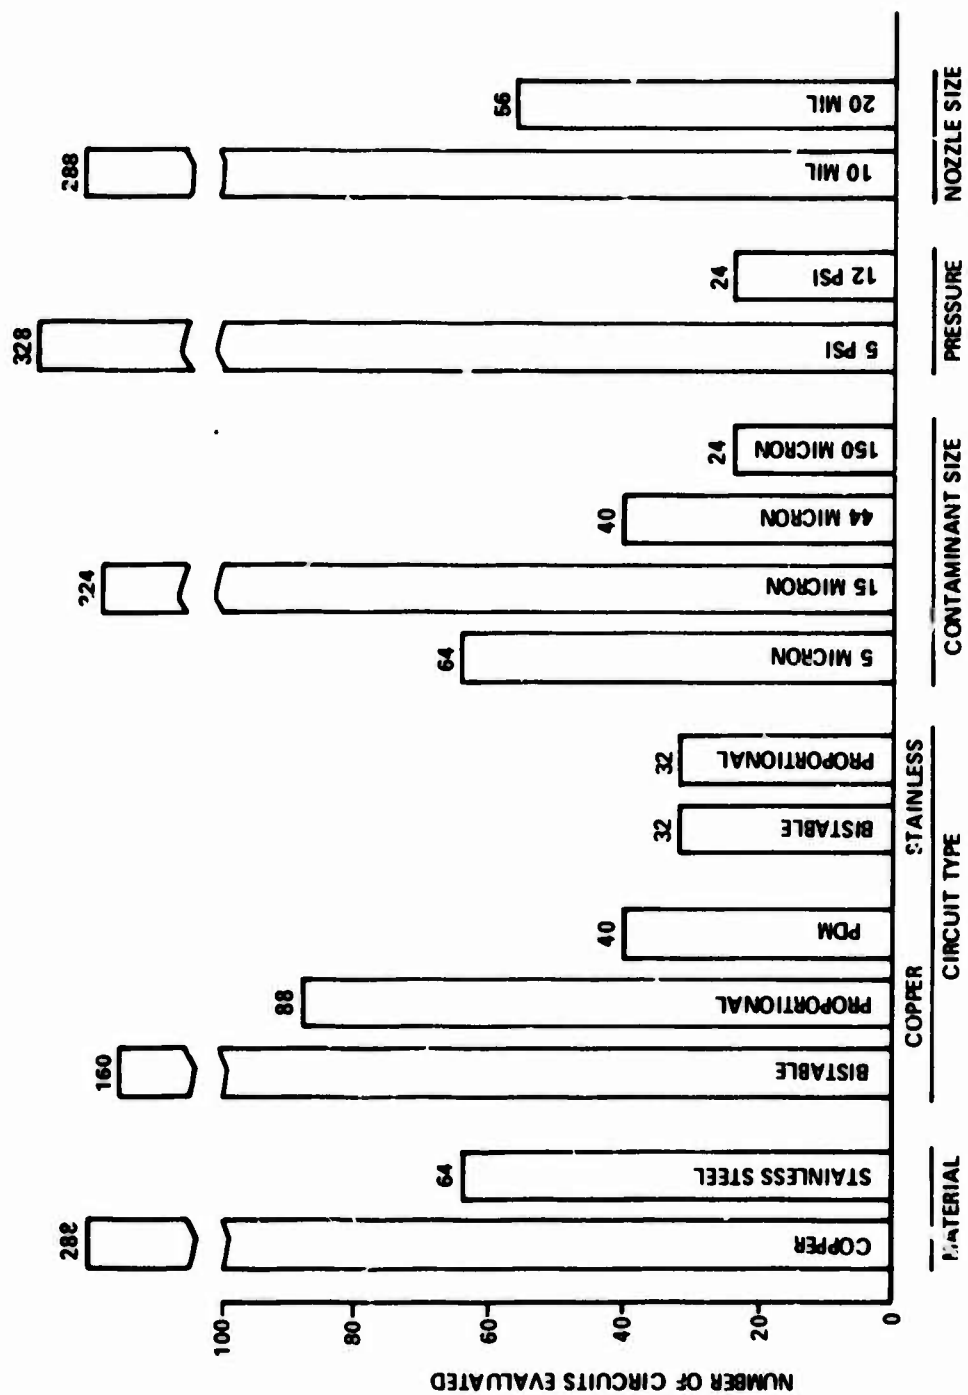 NUMBER OF CIRCUITS EVALUATED
100
80
60
40
20
0
288
COPPER
64
STAINLESS STEEL
MATERIAL
160
BISTABLE
88
PROPORTIONAL
40
PDM
COPPER
32
BISTABLE
32
PROPORTIONAL
STAINLESS
CIRCUIT TYPE
64
5 MICRON
224
15 MICRON
40
44 MICRON
24
150 MICRON
CONTAMINANT SIZE
328
5 PSI
24
12 PSI
PRESSURE
288
10 MIL
56
20 MIL
NOZZLE SIZE